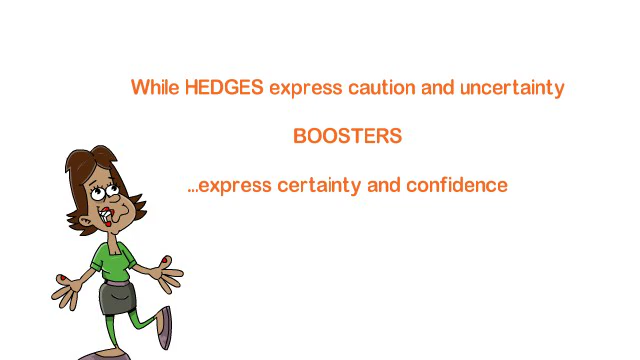 While HEDGES express caution and uncertainty
BOOSTERS
...express certainty and confidence